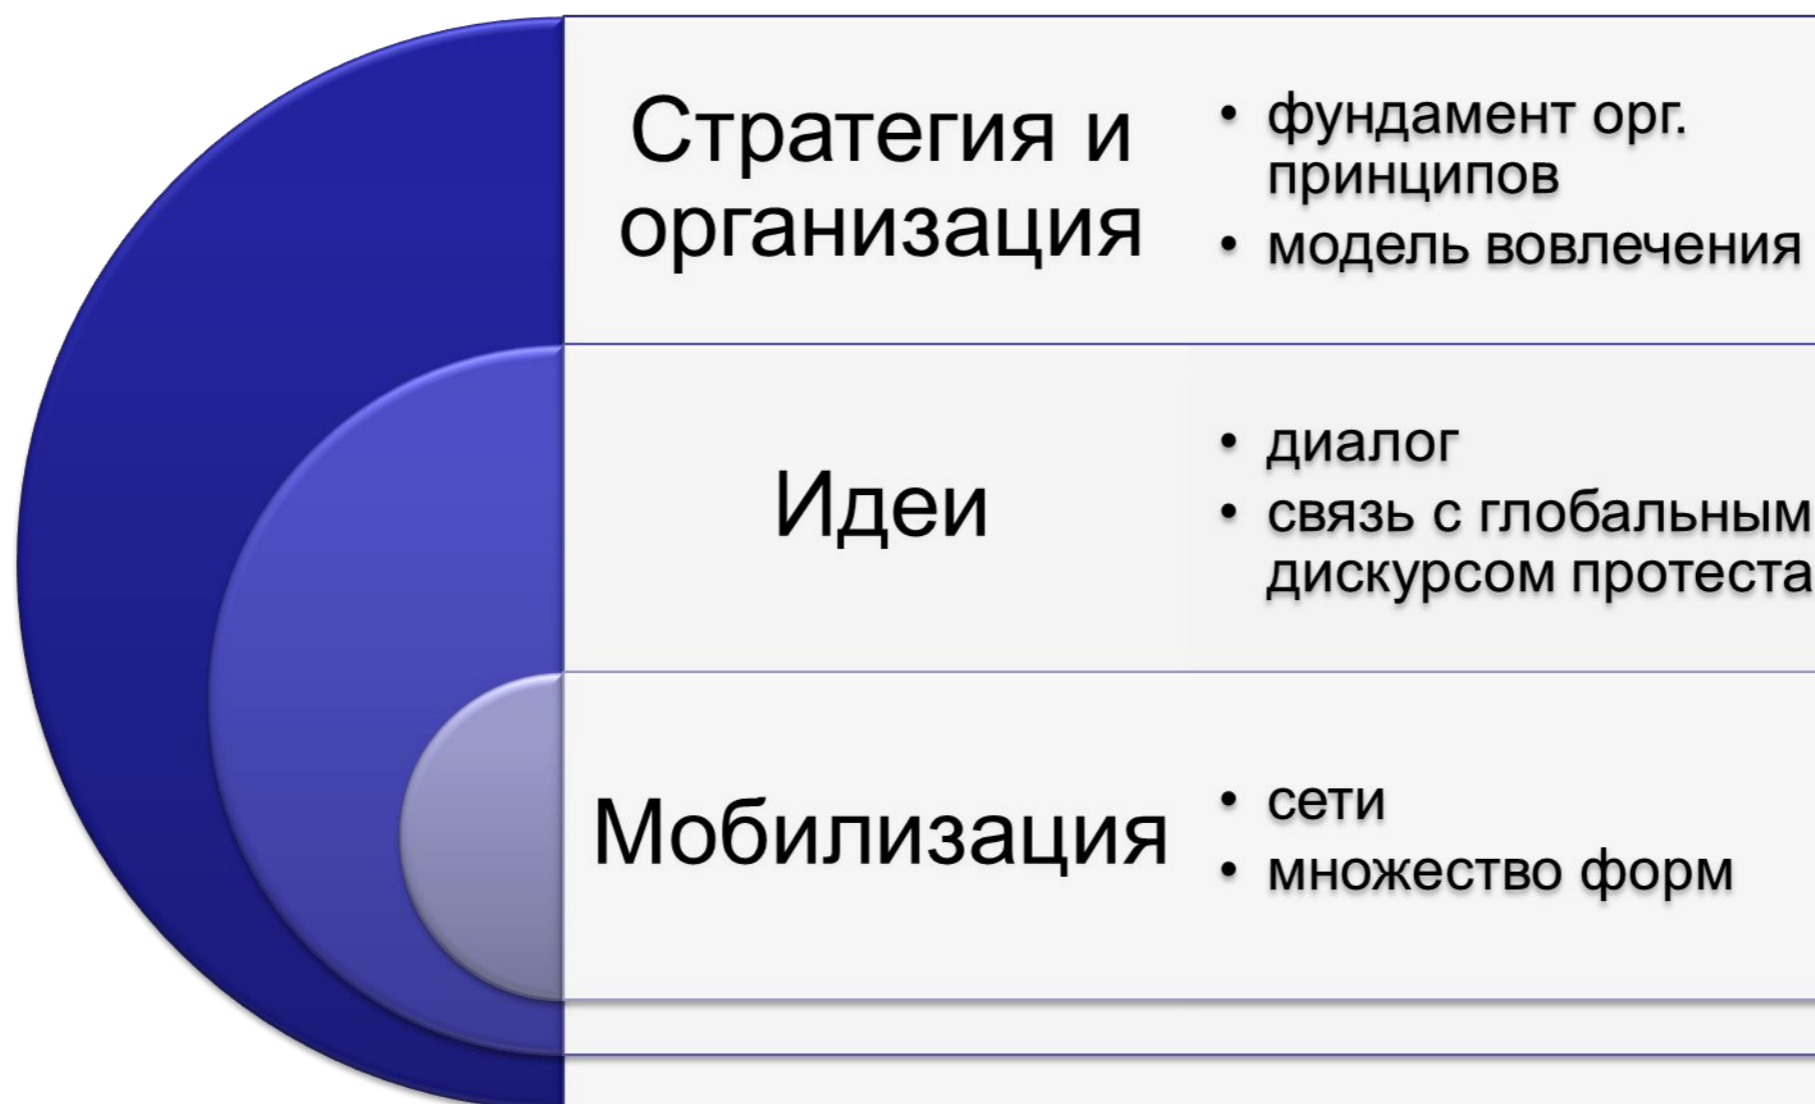 Стратегия и
организация
• фундамент орг.
принципов
• модель вовлечения
Идеи
• диалог
• связь с глобальным
дискурсом протеста
Мобилизация
• сети
• множество форм